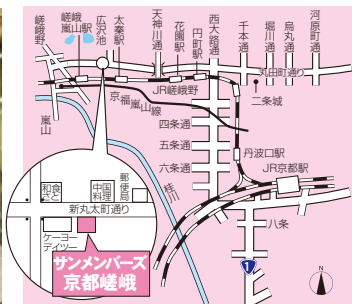 嵯峨野
嵯峨嵐山駅
広沢池
太秦駅
天神川通
花園駅
円町駅
西大路通
千本通
堀川通
烏丸通
河原町通
丸田町通り
JR嵯峨野
二条城
京福嵐山線
嵐山
四条通
五条通
六条通
丹波口駅
JR京都駅
桂川
八条
1
N
和食さと
中国料理
郵便局
新丸太町通り
ケーヨーデイツー
サンメンバーズ
京都嵯峨